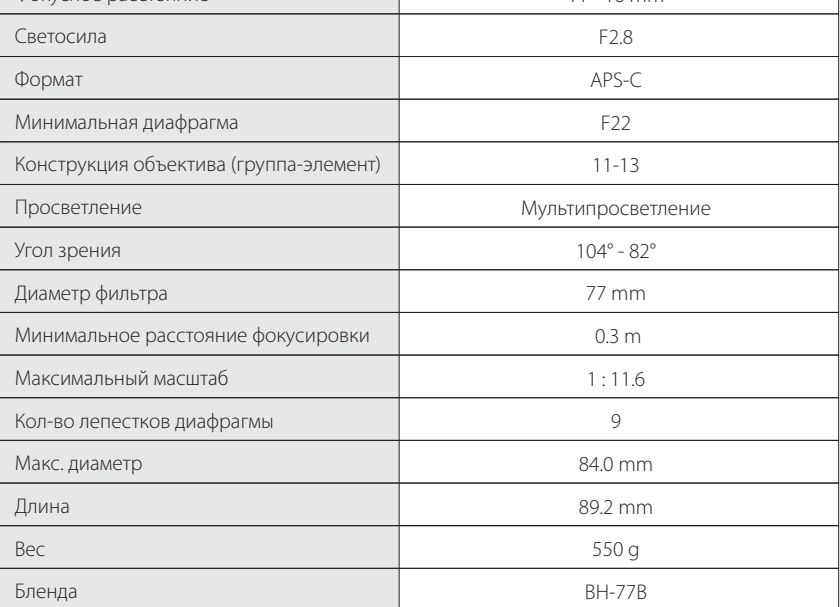 Светосила F2.8
Формат APS-C
Минимальная диафрагма F22
Конструкция объектива (группа-элемент) 11-13
Просветление Мультипросветление
Угол зрения 104° - 82°
Диаметр фильтра 77 mm
Минимальное расстояние фокусировки 0.3 m
Максимальный масштаб 1 : 11.6
Кол-во лепестков диафрагмы 9
Макс. диаметр 84.0 mm
Длина 89.2 mm
Вес 550 g
Бленда BH-77B